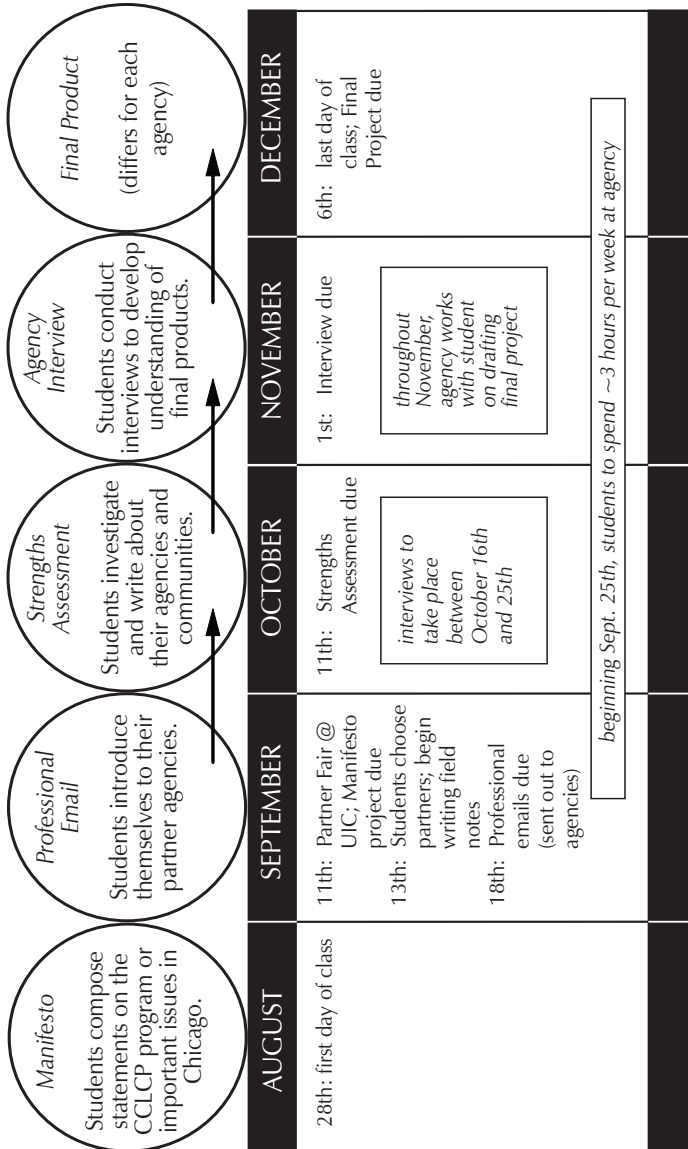 Manifesto
Students compose
statements on the
CCLCP program or
important issues in
Chicago.
Professional
Email
Students introduce
themselves to their
partner agencies.
Strengths
Assessment
Students investigate
and write about
their agencies and
communities.
Agency
Interview
Students conduct
interviews to develop
understanding of
final products.
Final Product
(differs for each
agency)
AUGUST
SEPTEMBER
OCTOBER
NOVEMBER
DECEMBER
28th: first day of class
11th: Partner Fair @
UIC; Manifesto
project due
13th: Students choose
partners; begin
writing field
notes
18th: Professional
emails due
(sent out to
agencies)
11th: Strengths
Assessment due
interviews to
take place
between
October 16th
and 25th
1st: Interview due
throughout
November,
agency works
with student
on drafting
final project
6th: last day of
class; Final
Project due
beginning Sept. 25th, students to spend ~3 hours per week at agency